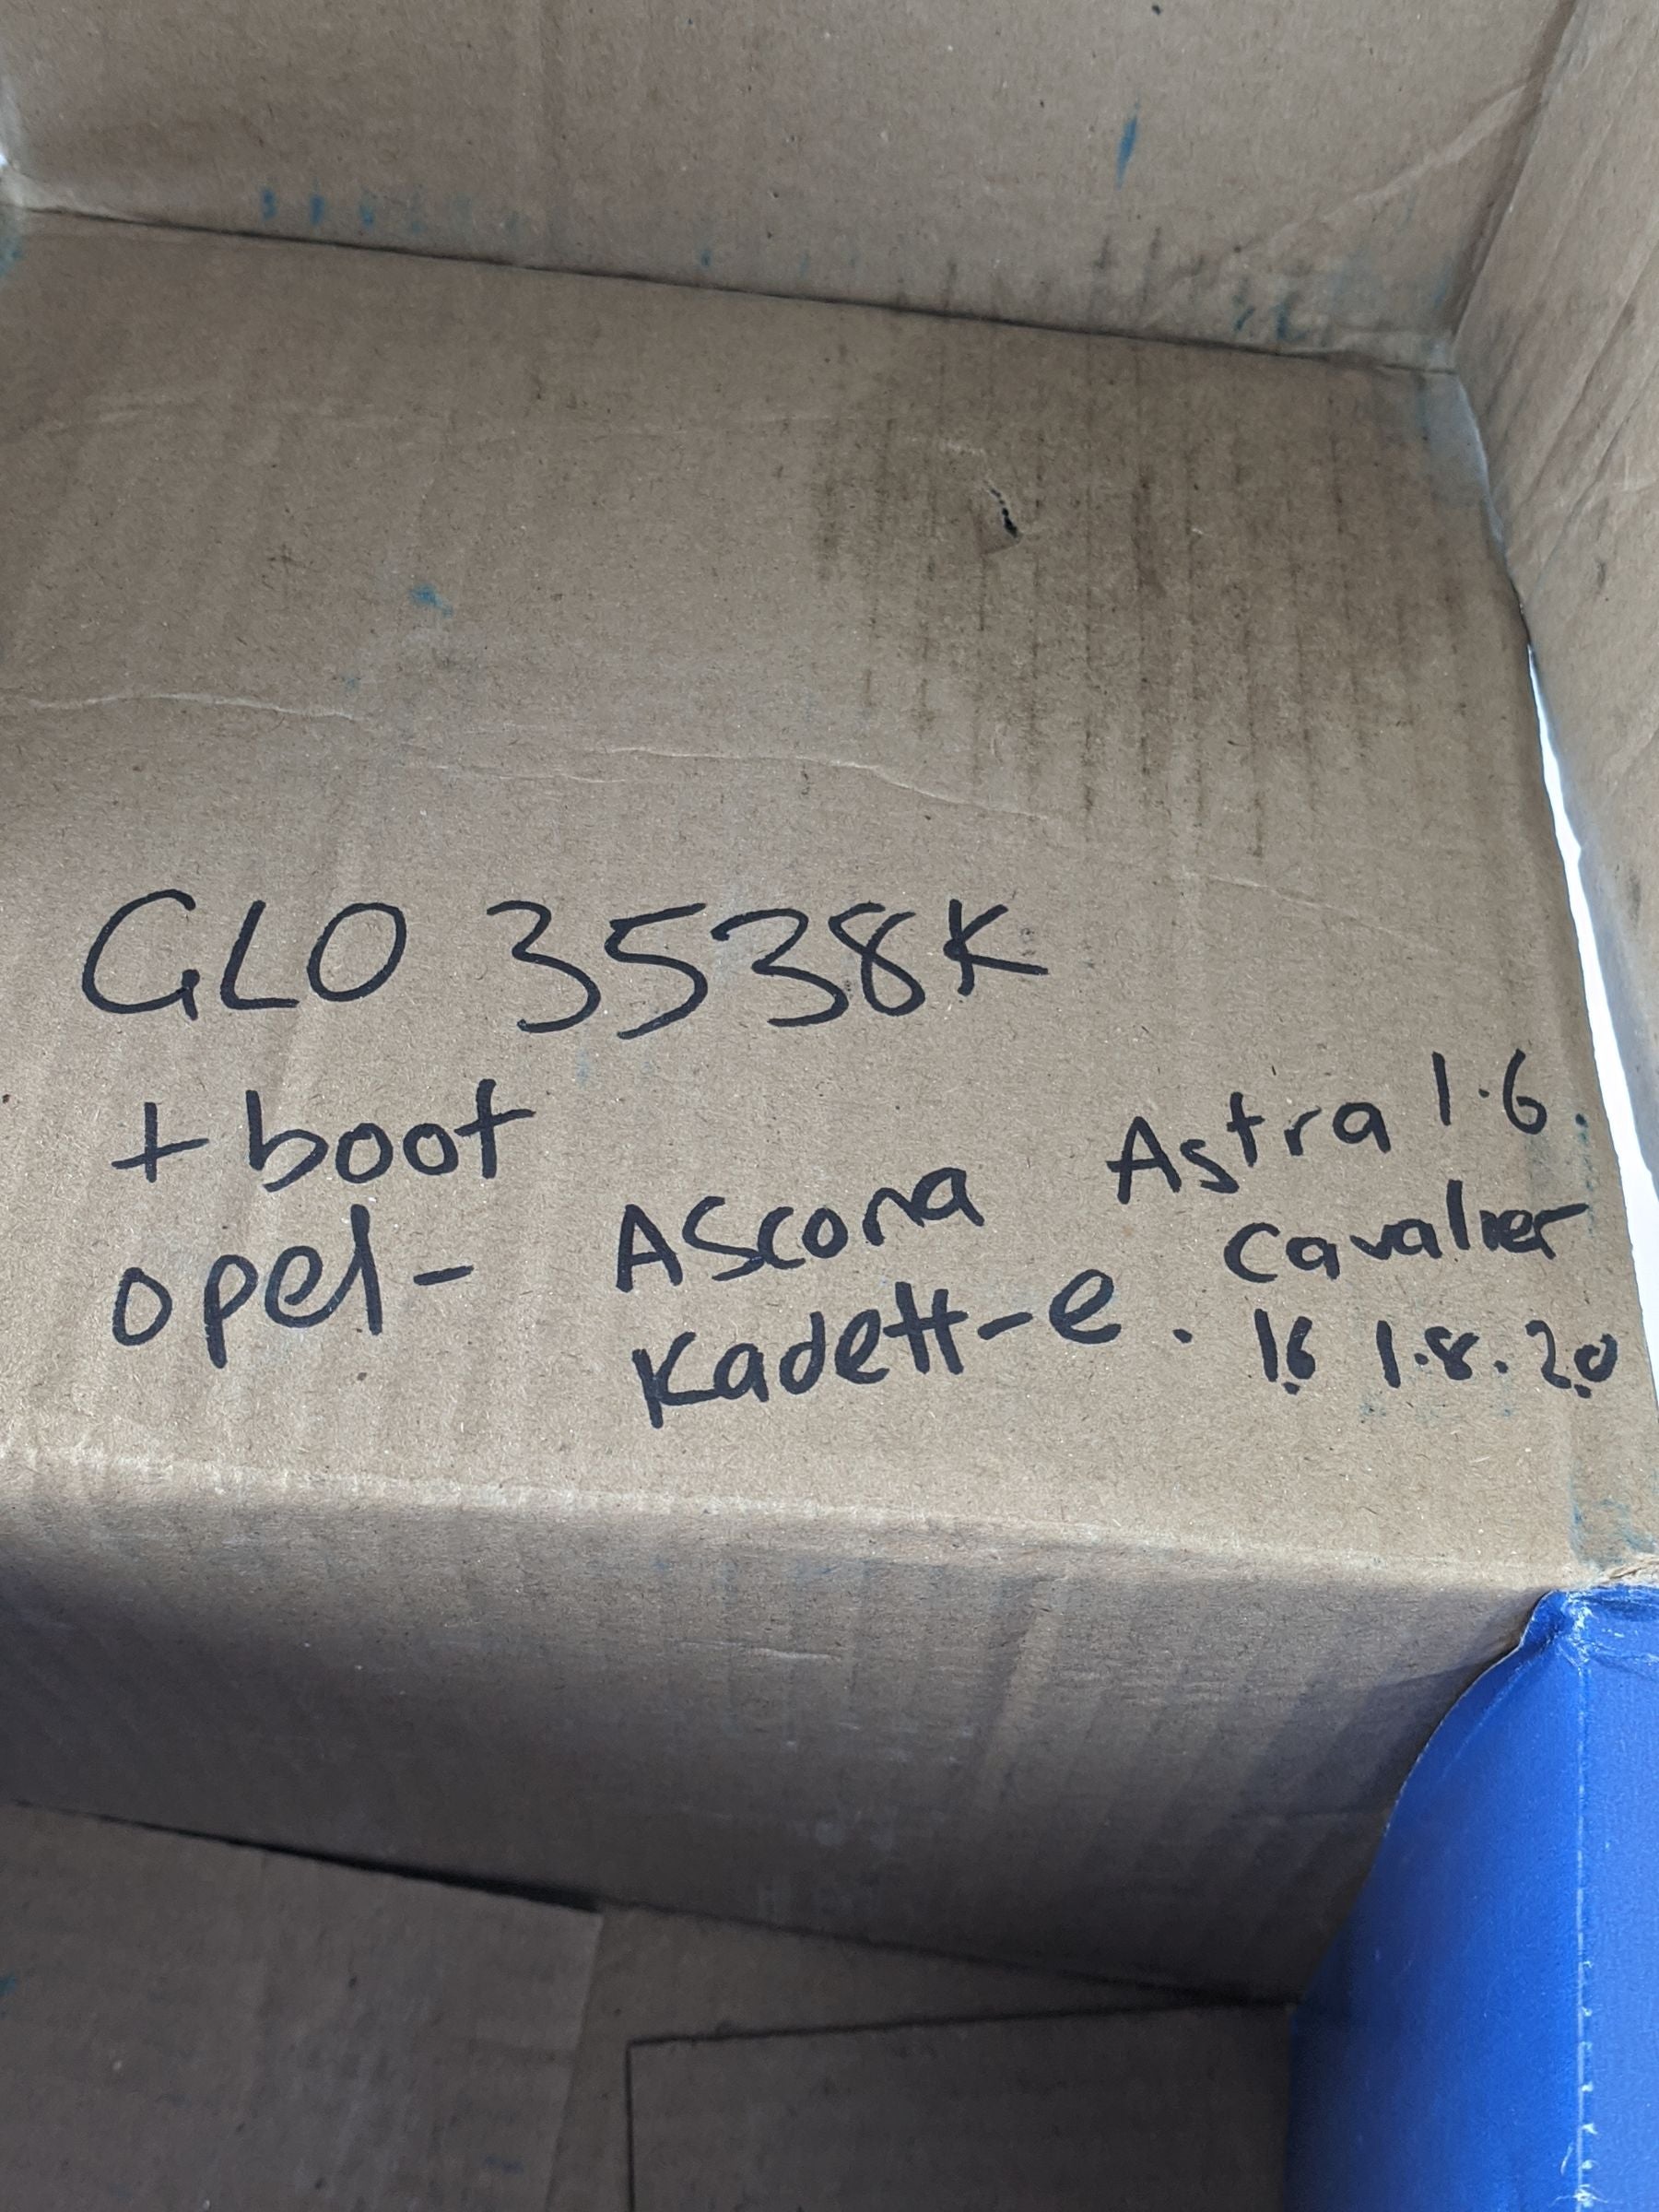 GLO 3538K
+ boot
opel- Ascona Astra 1.6.
Kadett-e. Cavalier
1.6 1.8. 2.0